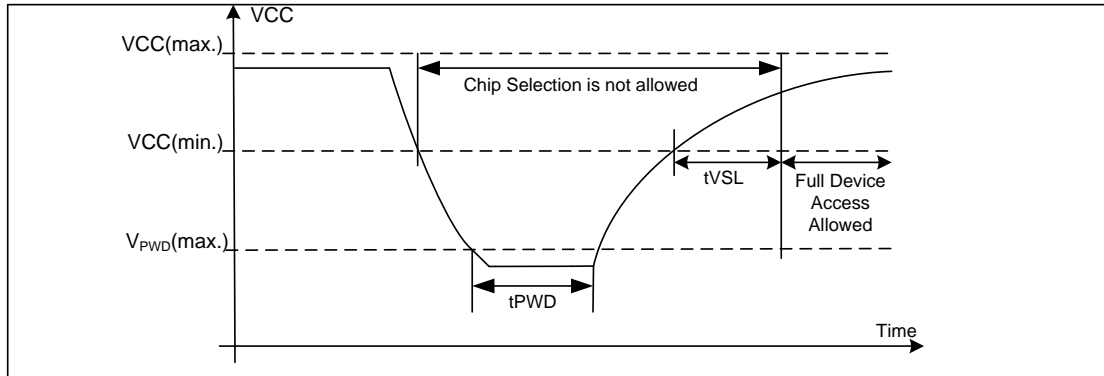 VCC
VCC(max.)
Chip Selection is not allowed
VCC(min.)
tVSL
Full Device
Access
Allowed
VPWD(max.)
tPWD
Time